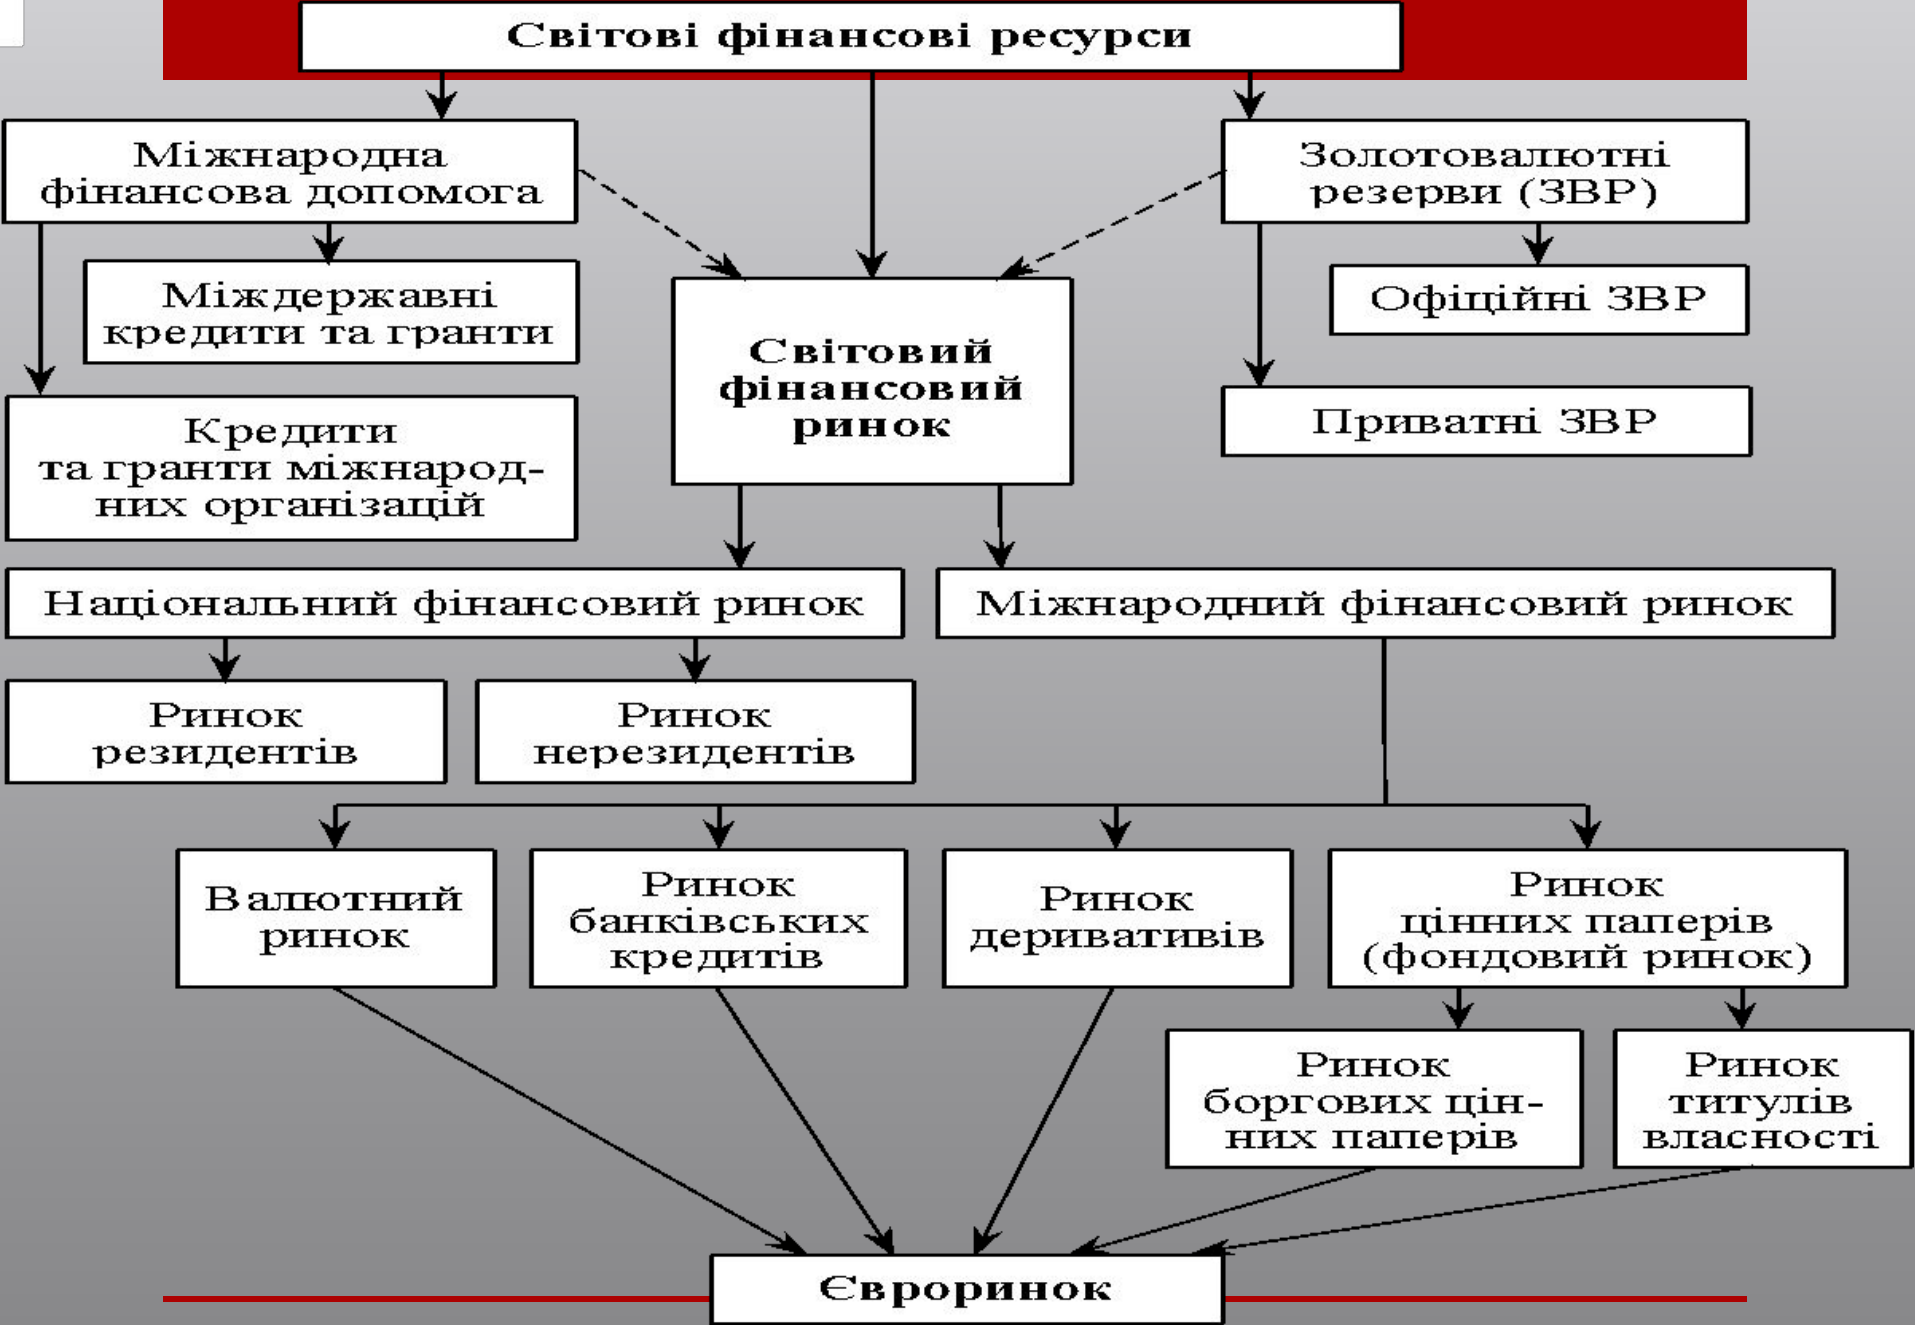 Світові фінансові ресурси
Міжнародна
фінансова допомога
Золотовалютні
резерви (ЗВР)
Міждержавні
кредити та гранти
Офіційні ЗВР
Світовий
фінансовий
ринок
Кредити
та гранти міжнарод-
них організацій
Приватні ЗВР
Національний фінансовий ринок
Міжнародний фінансовий ринок
Ринок
резидентів
Ринок
нерезидентів
Валютний
ринок
Ринок
банківських
кредитів
Ринок
деривативів
Ринок
цінних паперів
(фондовий ринок)
Ринок
боргових цін-
них паперів
Ринок
титулів
власності
Євроринок